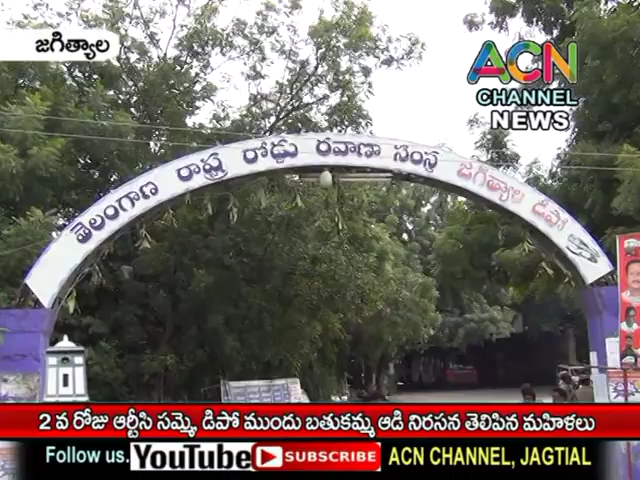 జగిత్యాల
ACN
CHANNEL
NEWS
తెలంగాణ రాష్ట్ర రోడ్డు రవాణా సంస్థ జగిత్యాల డిపో
2 వ రోజు ఆర్టీసి సమ్మె, డిపో ముందు బతుకమ్మ ఆడి నిరసన తెలిపిన మహిళలు
Follow us. YouTube SUBSCRIBE ACN CHANNEL, JAGTIAL